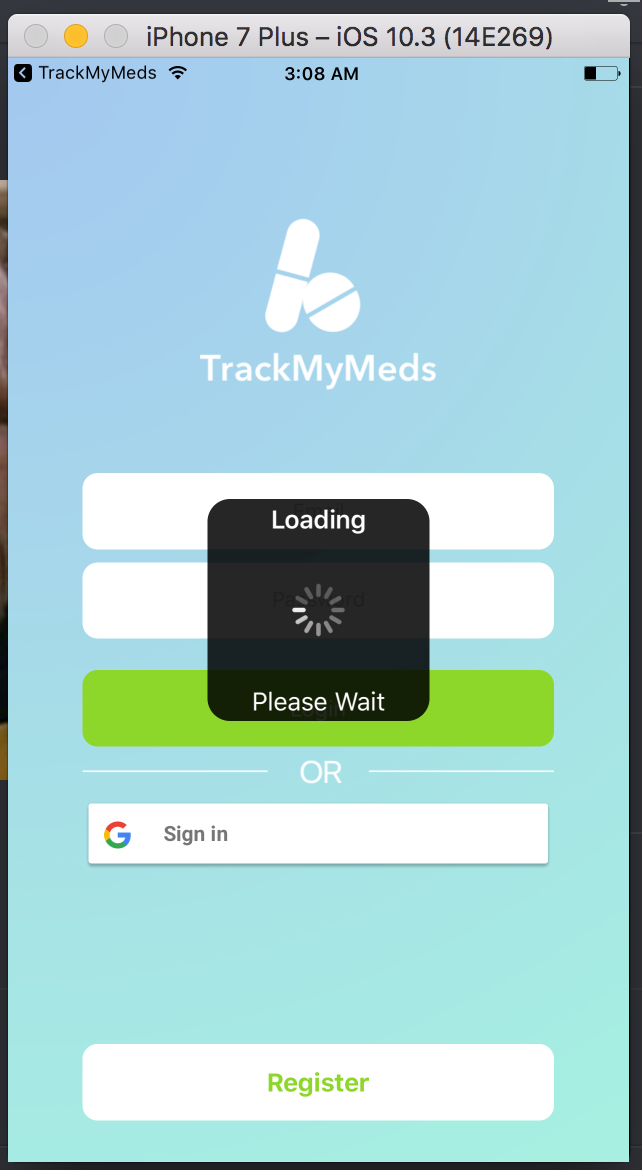 iPhone 7 Plus – iOS 10.3 (14E269)
TrackMyMeds
3:08 AM
TrackMyMeds
Loading
Password
Please Wait
Login
OR
Sign in
Register